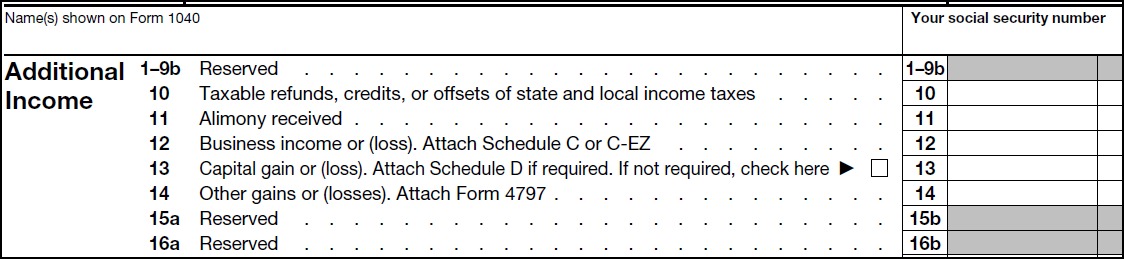 Name(s) shown on Form 1040 Your social security number
Additional Income
1–9b Reserved . . . . . . . . . . . . . . . . . . . . . . . . 1–9b
10 Taxable refunds, credits, or offsets of state and local income taxes . . . . . 10
11 Alimony received . . . . . . . . . . . . . . . . . . . . . . 11
12 Business income or (loss). Attach Schedule C or C-EZ . . . . . . . . . 12
13 Capital gain or (loss). Attach Schedule D if required. If not required, check here ► ☐ 13
14 Other gains or (losses). Attach Form 4797 . . . . . . . . . . . . . . 14
15a Reserved . . . . . . . . . . . . . . . . . . . . . . . . 15b
16a Reserved . . . . . . . . . . . . . . . . . . . . . . . . 16b